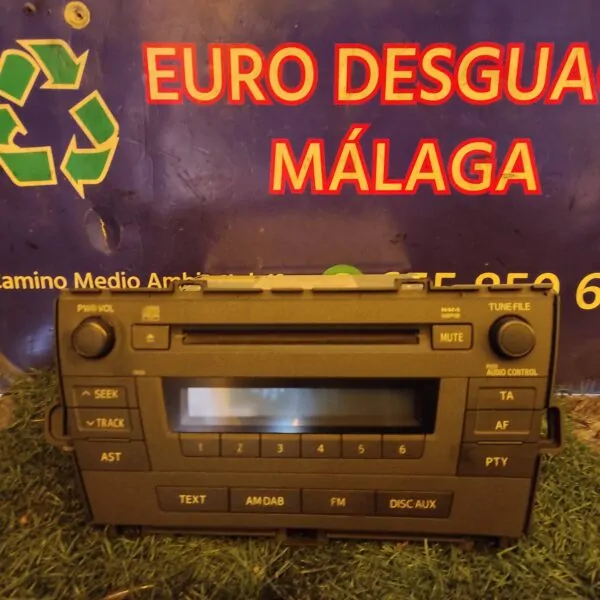 EURO DESGUA
MÁLAGA
Camino Medio Amb
PWR·VOL
TUNE·FILE
MUTE
AUDIO CONTROL
SEEK
TRACK
AST
TA
AF
PTY
1 2 3 4 5 6
TEXT AM·DAB FM DISC·AUX